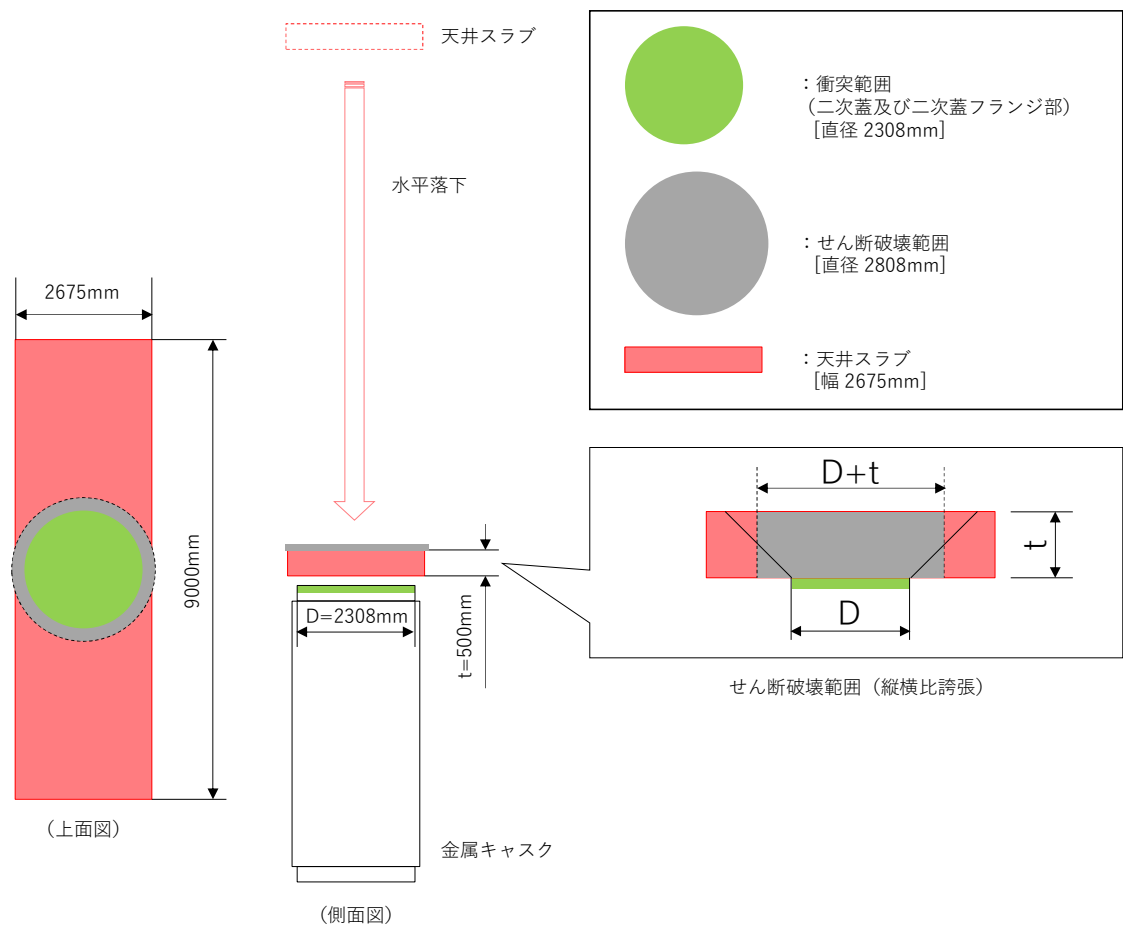 天井スラブ
水平落下
2675mm
9000mm
（上面図）
D=2308mm
t=500mm
金属キャスク
（側面図）
：衝突範囲
（二次蓋及び二次蓋フランジ部）
[直径 2308mm]
：せん断破壊範囲
[直径 2808mm]
：天井スラブ
[幅 2675mm]
D+t
t
D
せん断破壊範囲（縦横比誇張）